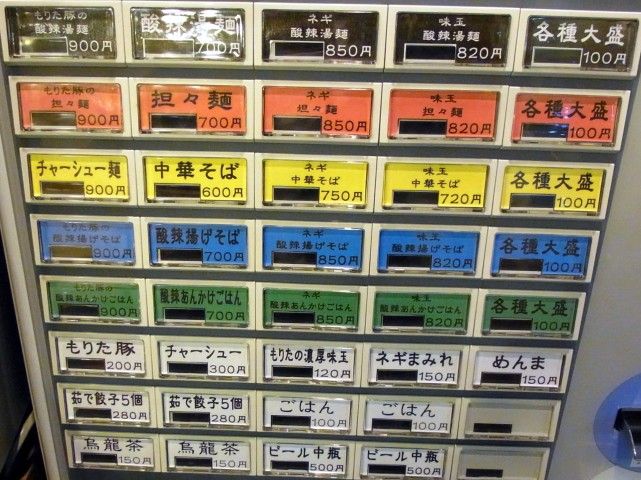 もりた豚の
酸辣湯麺
900円
酸辣湯麺
700円
ネギ
酸辣湯麺
850円
味玉
酸辣湯麺
820円
各種大盛
100円
もりた豚の
担々麺
900円
担々麺
700円
ネギ
担々麺
850円
味玉
担々麺
820円
各種大盛
100円
チャーシュー麺
900円
中華そば
600円
ネギ
中華そば
750円
味玉
中華そば
720円
各種大盛
100円
もりた豚の
酸辣揚げそば
900円
酸辣揚げそば
700円
ネギ
酸辣揚げそば
850円
味玉
酸辣揚げそば
820円
各種大盛
100円
もりた豚の
酸辣あんかけごはん
900円
酸辣あんかけごはん
700円
ネギ
酸辣あんかけごはん
850円
味玉
酸辣あんかけごはん
820円
各種大盛
100円
もりた豚
200円
チャーシュー
300円
もりたの濃厚味玉
120円
ネギまみれ
150円
めんま
150円
茹で餃子5個
280円
茹で餃子5個
280円
ごはん
100円
ごはん
100円
烏龍茶
150円
烏龍茶
150円
ビール中瓶
500円
ビール中瓶
500円